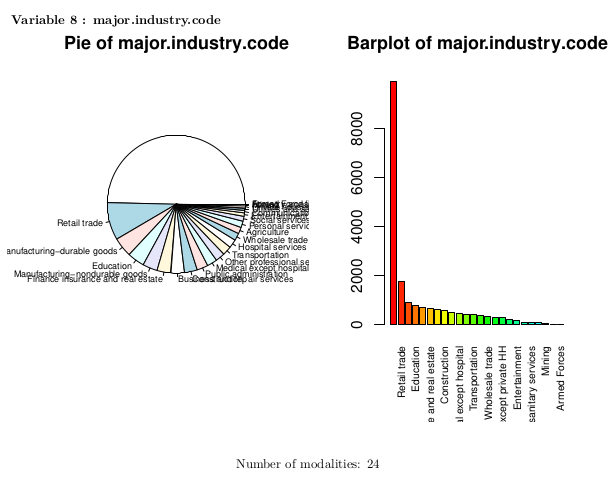 Variable 8 : major.industry.code
Pie of major.industry.code
Barplot of major.industry.code
Retail trade
anufacturing−durable goods
Education
Manufacturing−nondurable goods
Finance insurance and real estate
Business and repair services
Construction
Public administration
Medical except hospital
Other professional se
Transportation
Hospital services
Wholesale trade
Agriculture
Personal servic
Social services
Entertainment
Communicatio
0
2000
4000
6000
8000
Retail trade
Education
e and real estate
Construction
al except hospital
Transportation
Wholesale trade
xcept private HH
Entertainment
sanitary services
Mining
Armed Forces
Number of modalities: 24